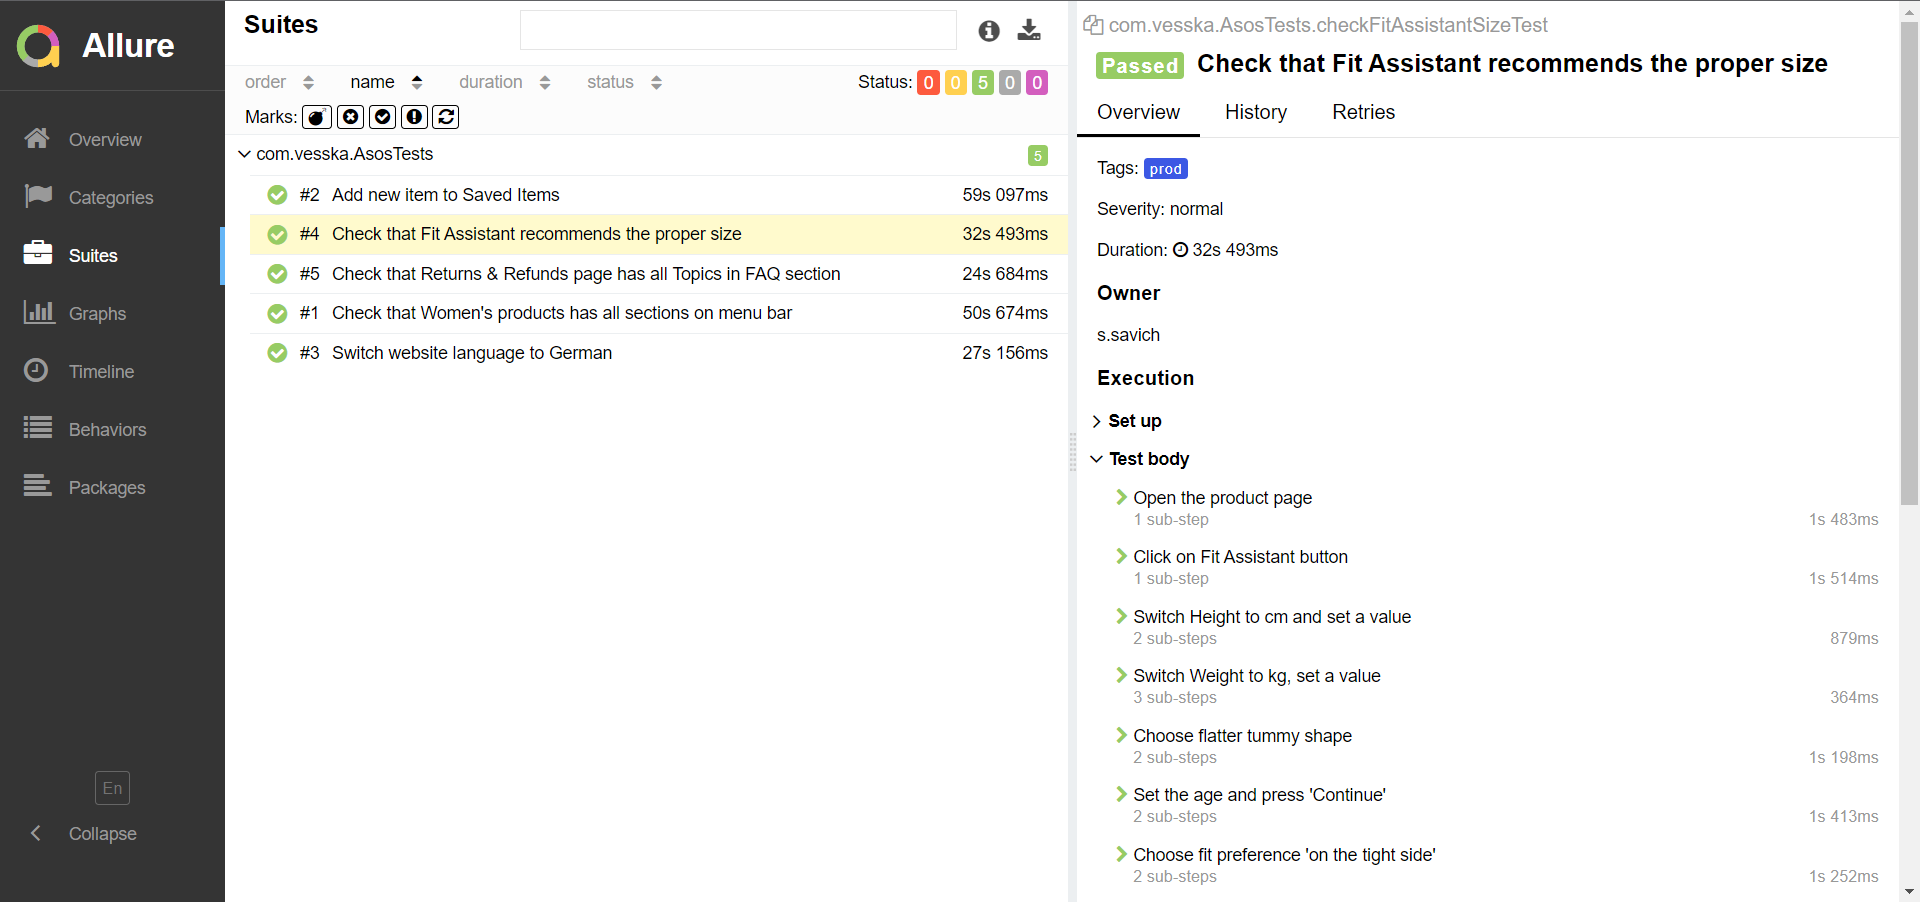 Allure
Overview
Categories
Suites
Graphs
Timeline
Behaviors
Packages
En
Collapse
Suites
order name duration status Status: 0 0 5 0 0
Marks:
com.vesska.AsosTests 5
#2 Add new item to Saved Items 59s 097ms
#4 Check that Fit Assistant recommends the proper size 32s 493ms
#5 Check that Returns & Refunds page has all Topics in FAQ section 24s 684ms
#1 Check that Women's products has all sections on menu bar 50s 674ms
#3 Switch website language to German 27s 156ms
com.vesska.AsosTests.checkFitAssistantSizeTest
Passed Check that Fit Assistant recommends the proper size
Overview History Retries
Tags: prod
Severity: normal
Duration: 32s 493ms
Owner
s.savich
Execution
Set up
Test body
Open the product page
1 sub-step 1s 483ms
Click on Fit Assistant button
1 sub-step 1s 514ms
Switch Height to cm and set a value
2 sub-steps 879ms
Switch Weight to kg, set a value
3 sub-steps 364ms
Choose flatter tummy shape
2 sub-steps 1s 198ms
Set the age and press 'Continue'
2 sub-steps 1s 413ms
Choose fit preference 'on the tight side'
2 sub-steps 1s 252ms